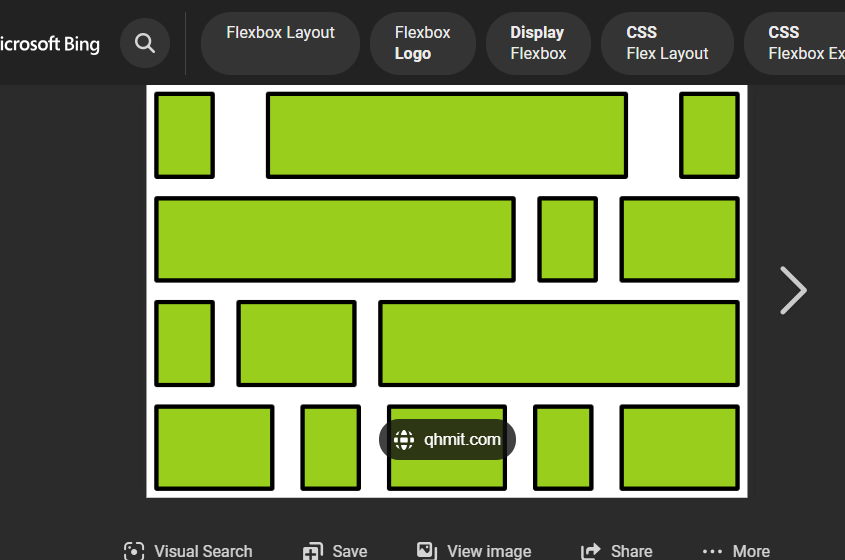 icrosoft Bing
Flexbox Layout
Flexbox
Logo
Display
Flexbox
CSS
Flex Layout
CSS
Flexbox Ex
qhmit.com
Visual Search
Save
View image
Share
More